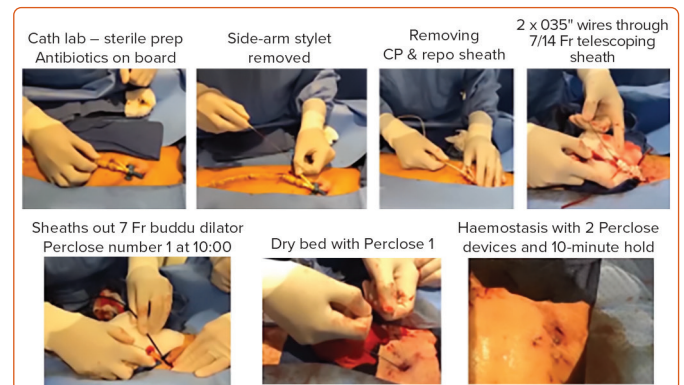 Cath lab – sterile prep
Antibiotics on board
Side-arm stylet
removed
Removing
CP & repo sheath
2 x 035" wires through
7/14 Fr telescoping
sheath
Sheaths out 7 Fr buddu dilator
Perclose number 1 at 10:00
Dry bed with Perclose 1
Haemostasis with 2 Perclose
devices and 10-minute hold